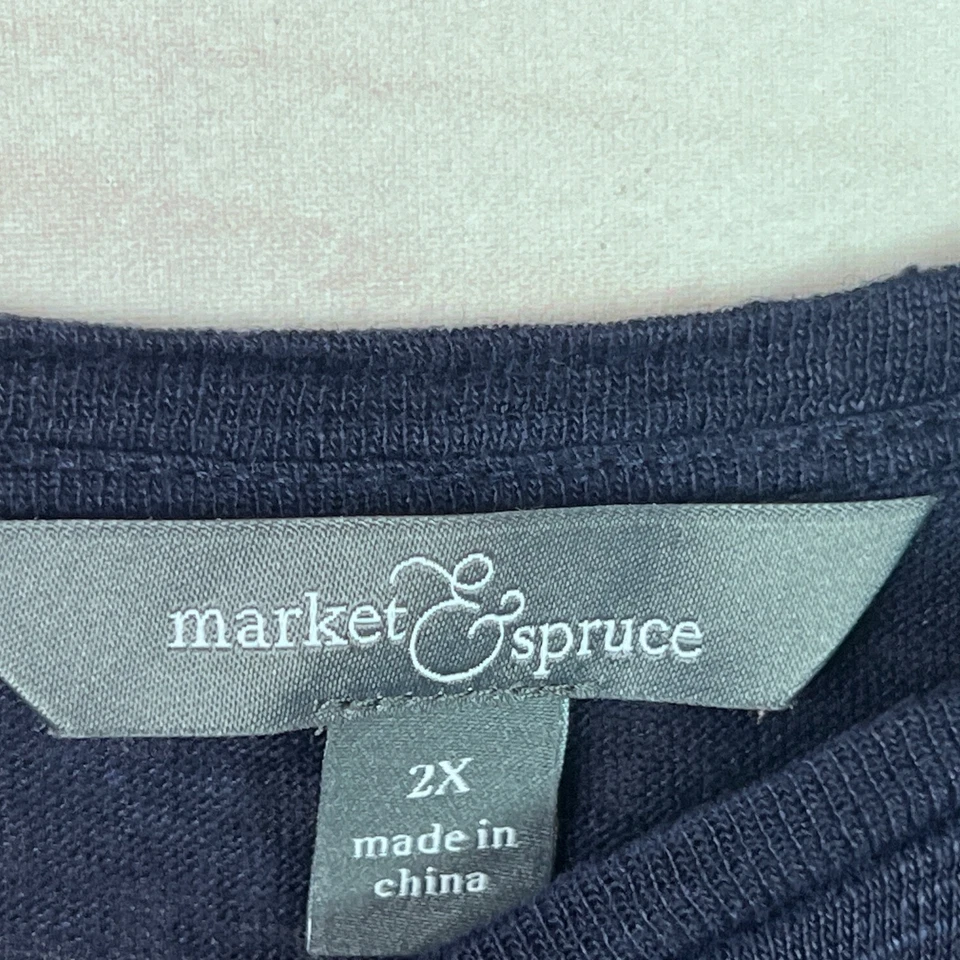 market & spruce
2X
made in
china